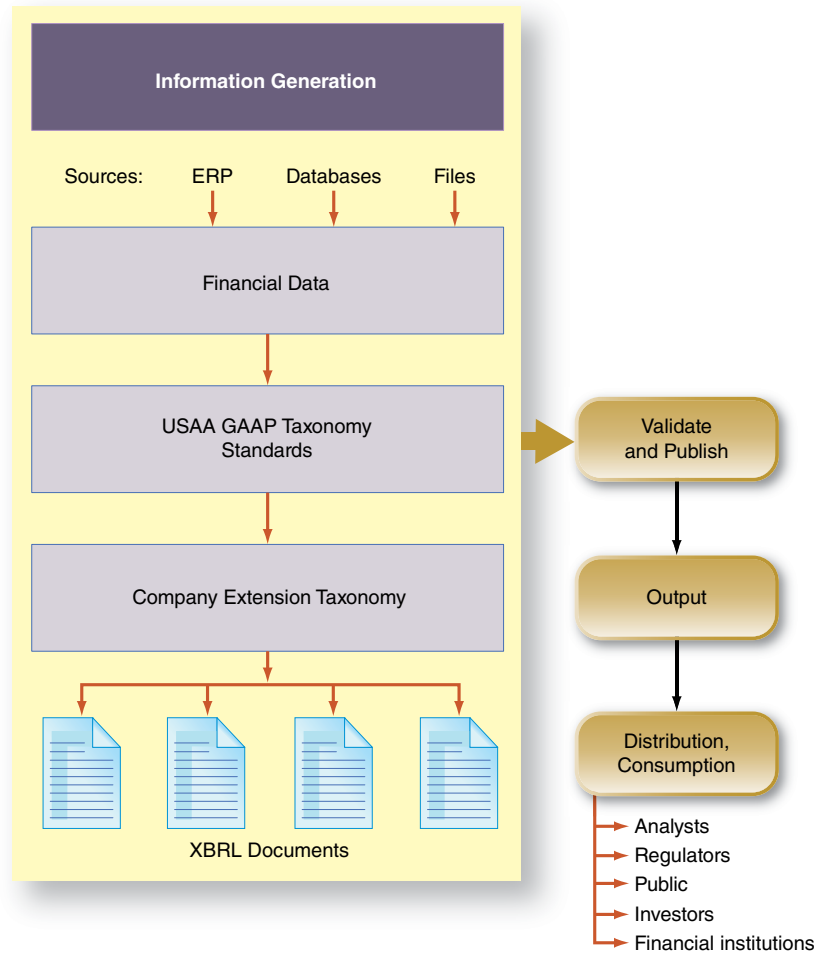 Information Generation
Sources: ERP Databases Files
Financial Data
USAA GAAP Taxonomy
Standards
Company Extension Taxonomy
XBRL Documents
Validate
and Publish
Output
Distribution,
Consumption
Analysts
Regulators
Public
Investors
Financial institutions